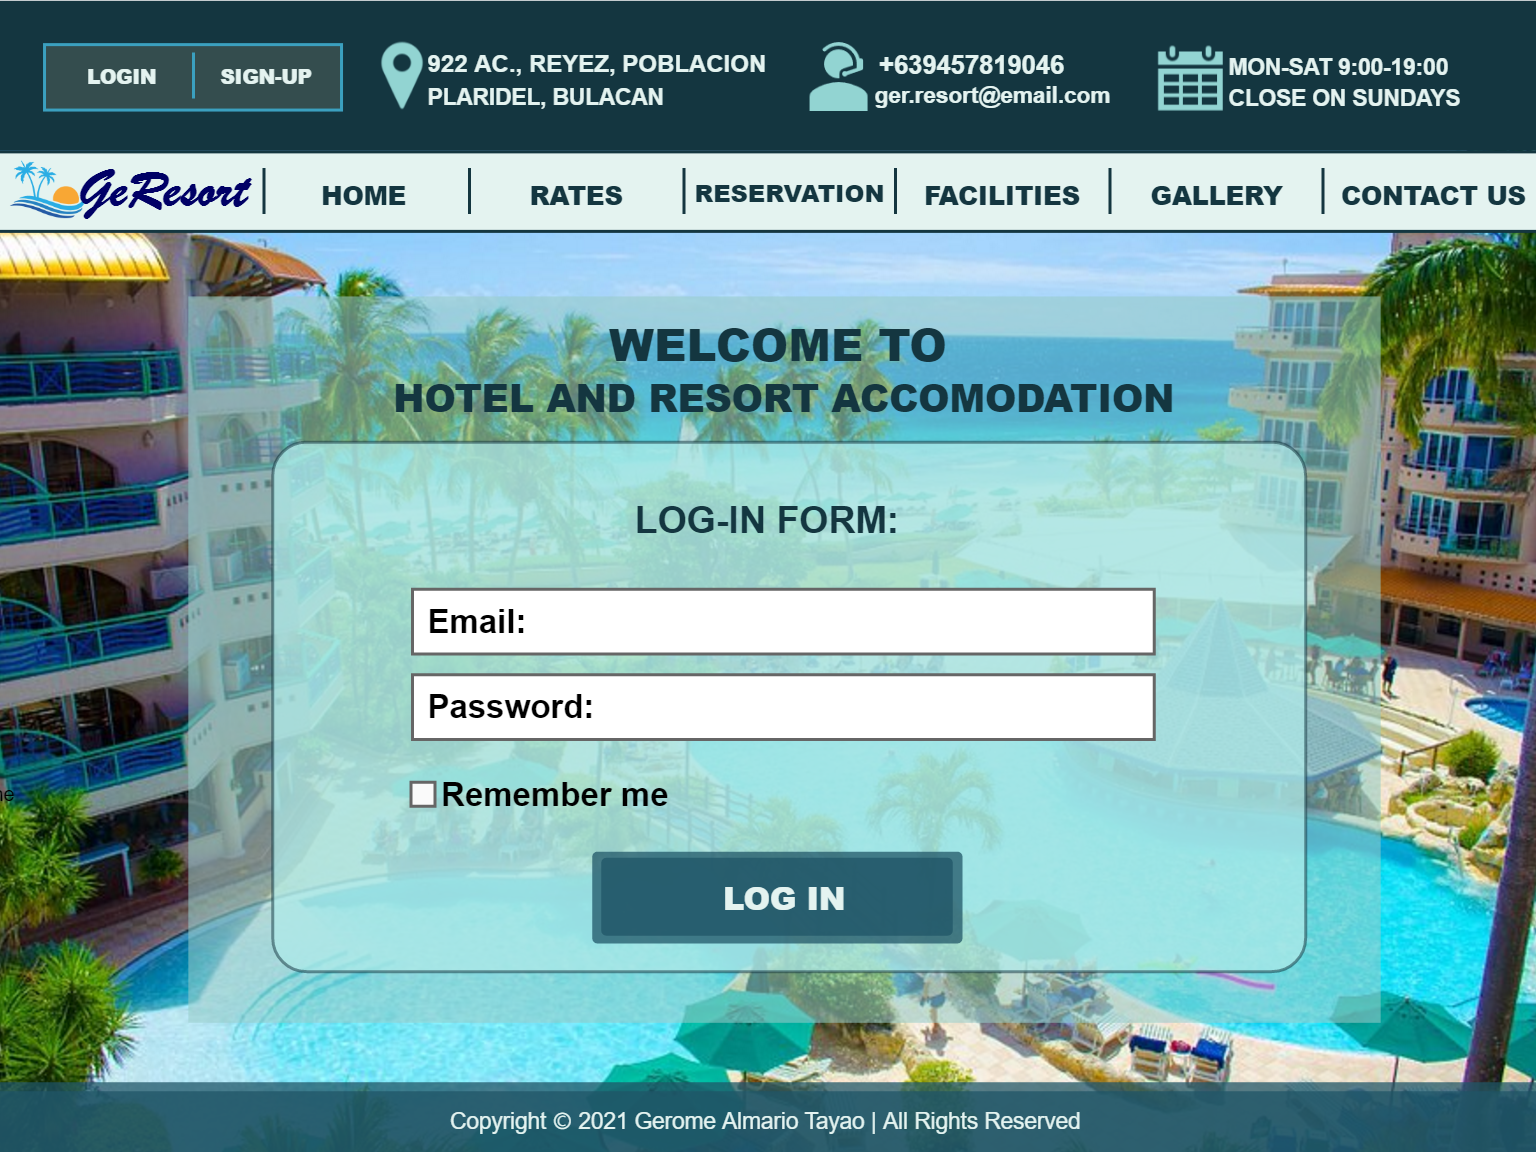 LOGIN
SIGN-UP
922 AC., REYEZ, POBLACION
PLARIDEL, BULACAN
+639457819046
ger.resort@email.com
MON-SAT 9:00-19:00
CLOSE ON SUNDAYS
GeResort
HOME
RATES
RESERVATION
FACILITIES
GALLERY
CONTACT US
WELCOME TO
HOTEL AND RESORT ACCOMODATION
LOG-IN FORM:
Email:
Password:
Remember me
LOG IN
Copyright © 2021 Gerome Almario Tayao | All Rights Reserved